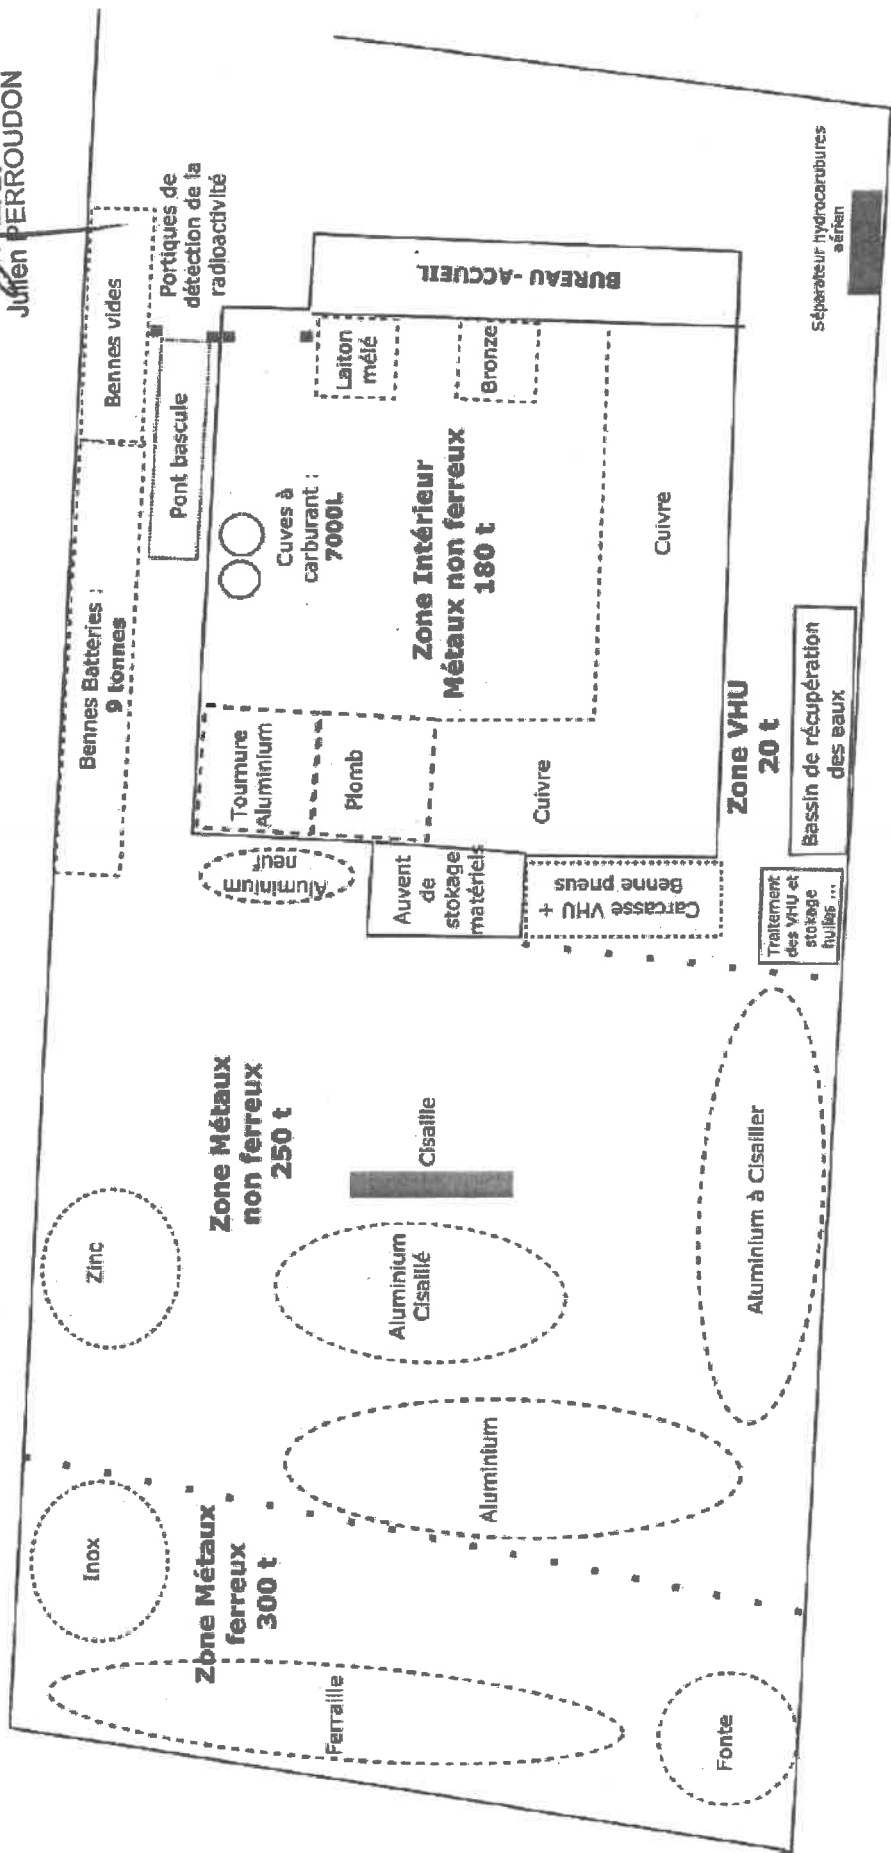 Julien PERROUDON
Bennes vides
Portiques de
détection de la
radioactivité
Bennes Batteries :
9 tonnes
Pont bascule
Cuves à
carburant :
7000L
Laiton
mélé
Bronze
BUREAU -ACCUEIL
Zone Intérieur
Métaux non ferreux
180 t
Cuivre
Tournure
Aluminium
Plomb
Cuivre
Aluminium
neuf
Auvent
de
stokage
matériels
Carcasse VHU +
Benne pneus
Zone VHU
20 t
Bassin de récupération
des eaux
Traitement
des VHU et
stokage
huiles ...
Séparateur hydrocarubures
aérien
Zone Métaux
non ferreux
250 t
Cisaille
Zinc
Aluminium
Cisaillé
Aluminium à Cisailler
Aluminium
Inox
Zone Métaux
ferreux
300 t
Ferraille
Fonte